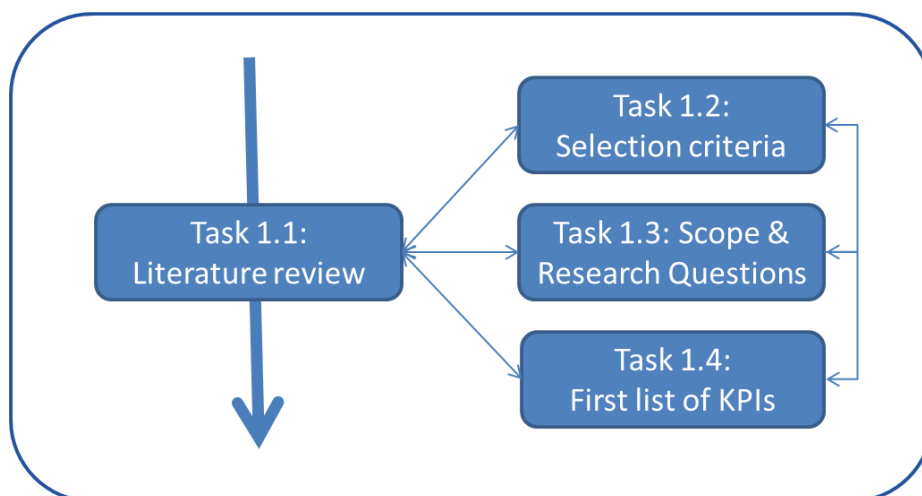 Task 1.2:
Selection criteria
Task 1.1:
Literature review
Task 1.3: Scope &
Research Questions
Task 1.4:
First list of KPIs